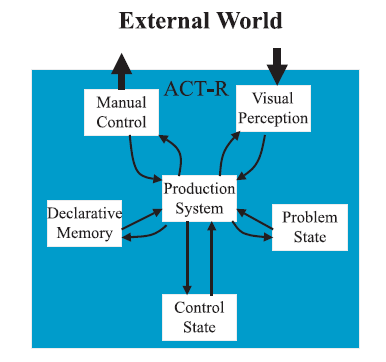 External World
ACT-R
Manual
Control
Visual
Perception
Production
System
Declarative
Memory
Problem
State
Control
State